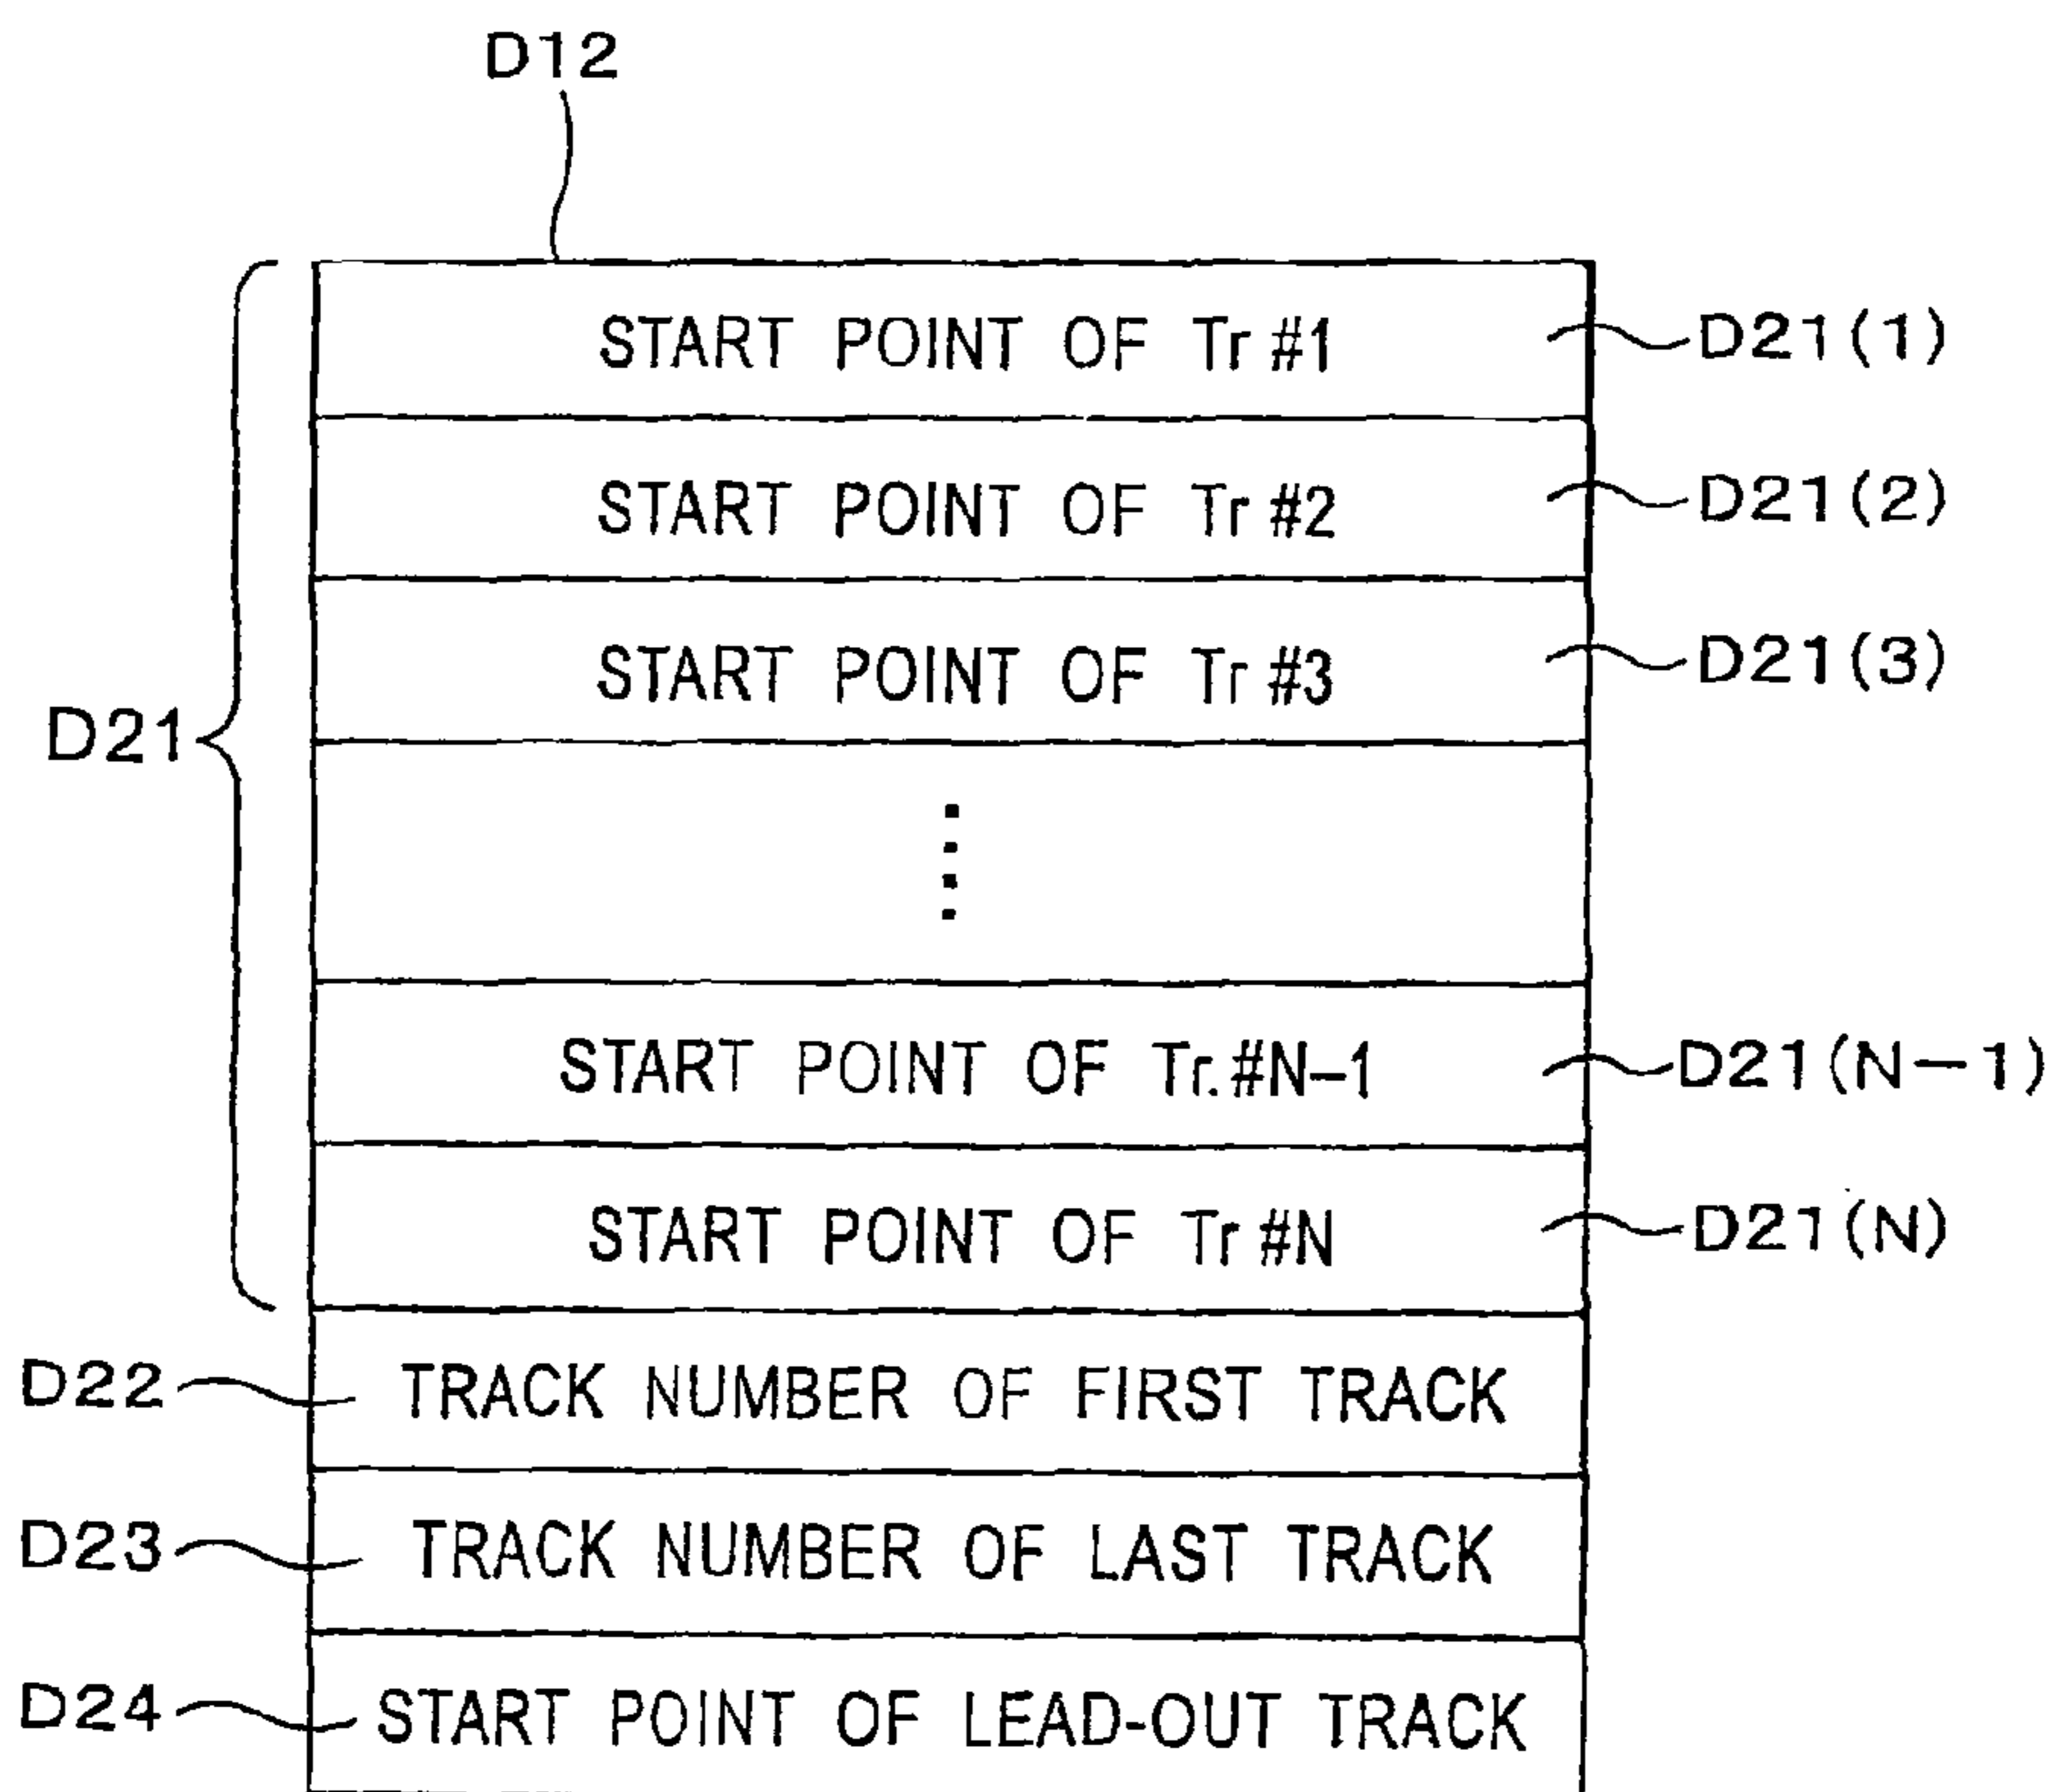 D12
START POINT OF Tr #1 D21(1)
START POINT OF Tr #2 D21(2)
START POINT OF Tr #3 D21(3)
D21
START POINT OF Tr. #N-1 D21(N-1)
START POINT OF Tr #N D21(N)
D22 TRACK NUMBER OF FIRST TRACK
D23 TRACK NUMBER OF LAST TRACK
D24 START POINT OF LEAD-OUT TRACK